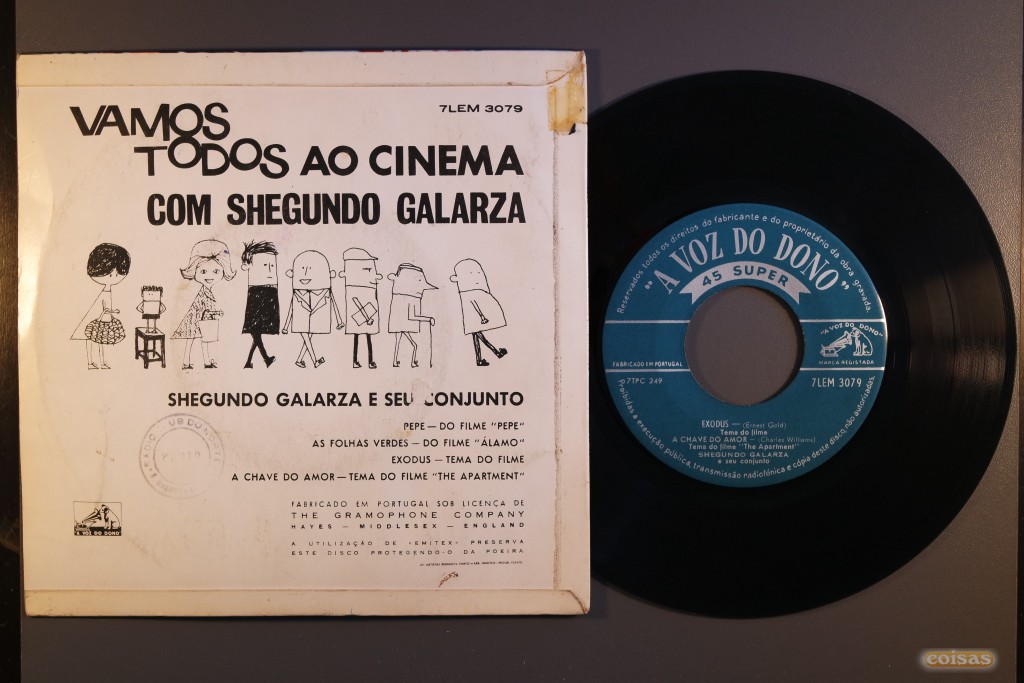 VAMOS
TODOS AO CINEMA
7LEM 3079
COM SHEGUNDO GALARZA
SHEGUNDO GALARZA E SEU CONJUNTO
PEPE — DO FILME "PEPE"
AS FOLHAS VERDES — DO FILME "ÁLAMO"
EXODUS — TEMA DO FILME
A CHAVE DO AMOR — TEMA DO FILME "THE APARTMENT"
FABRICADO EM PORTUGAL SOB LICENÇA DE
THE GRAMOPHONE COMPANY
HAYES — MIDDLESEX — ENGLAND
A UTILIZAÇÃO DE «EMITEX» PRESERVA
ESTE DISCO PROTEGENDO-O DA POEIRA
"A VOZ DO DONO"
Reservados todos os direitos do fabricante e do proprietário da obra gravada.
"A VOZ DO DONO"
45 SUPER
"A VOZ DO DONO"
MARCA REGISTADA
FABRICADO EM PORTUGAL
7TPC 249
7LEM 3079
EXODUS — (Ernest Gold)
Tema do filme
A CHAVE DO AMOR — (Charles Williams)
Tema do filme "The Apartment"
SHEGUNDO GALARZA
e seu conjunto
Proibidas a execução pública, transmissão radiofónica e cópia deste disco, não autorizadas.
coisas